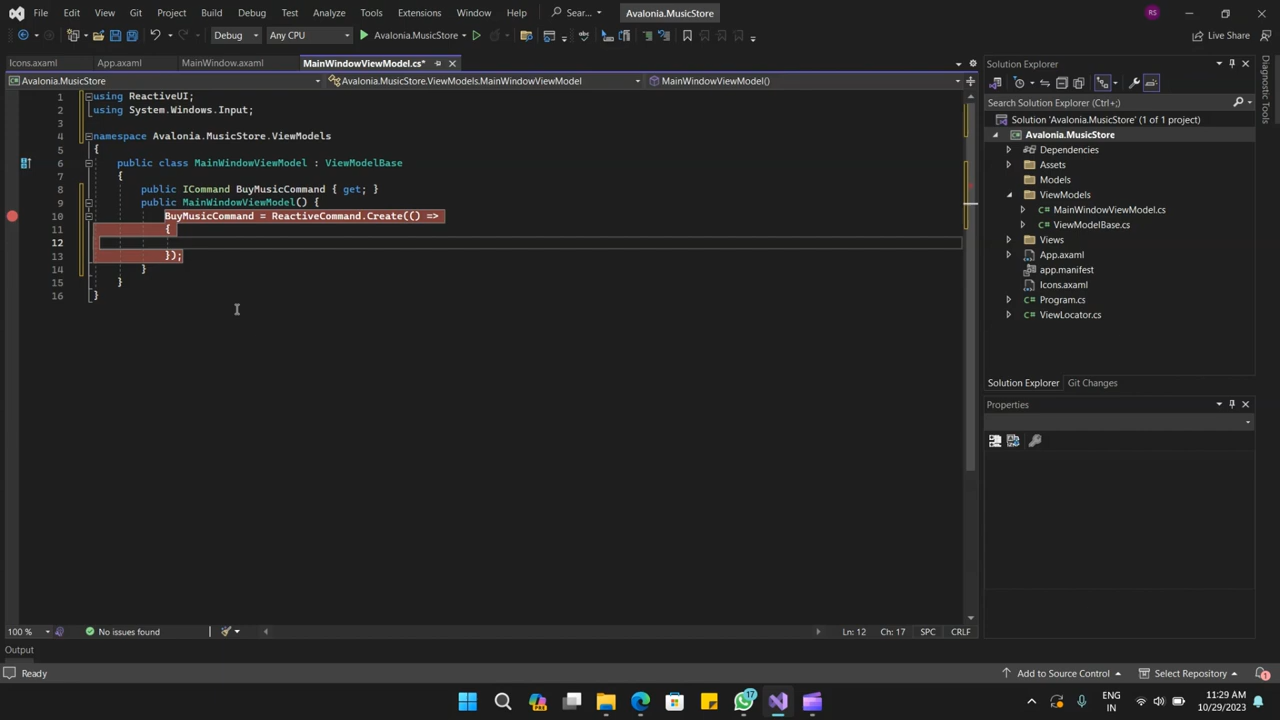 File Edit View Git Project Build Debug Test Analyze Tools Extensions Window Help Sear... Avalonia.MusicStore RS
Debug Any CPU Avalonia.MusicStore Live Share
Icons.axaml App.axaml MainWindow.axaml MainWindowViewModel.cs*
Avalonia.MusicStore Avalonia.MusicStore.ViewModels.MainWindowViewModel MainWindowViewModel()
1 using ReactiveUI;
2 using System.Windows.Input;
3
4 namespace Avalonia.MusicStore.ViewModels
5 {
6 public class MainWindowViewModel : ViewModelBase
7 {
8 public ICommand BuyMusicCommand { get; }
9 public MainWindowViewModel() {
10 BuyMusicCommand = ReactiveCommand.Create(() =>
11 {
12
13 });
14 }
15 }
16 }
100 % No issues found Ln: 12 Ch: 17 SPC CRLF
Output
Ready Add to Source Control Select Repository 1
Solution Explorer
Search Solution Explorer (Ctrl+;)
Solution 'Avalonia.MusicStore' (1 of 1 project)
Avalonia.MusicStore
Dependencies
Assets
Models
ViewModels
C# MainWindowViewModel.cs
C# ViewModelBase.cs
Views
App.axaml
app.manifest
Icons.axaml
C# Program.cs
C# ViewLocator.cs
Solution Explorer Git Changes
Properties
Diagnostic Tools
17
ENG
IN
11:29 AM
10/29/2023